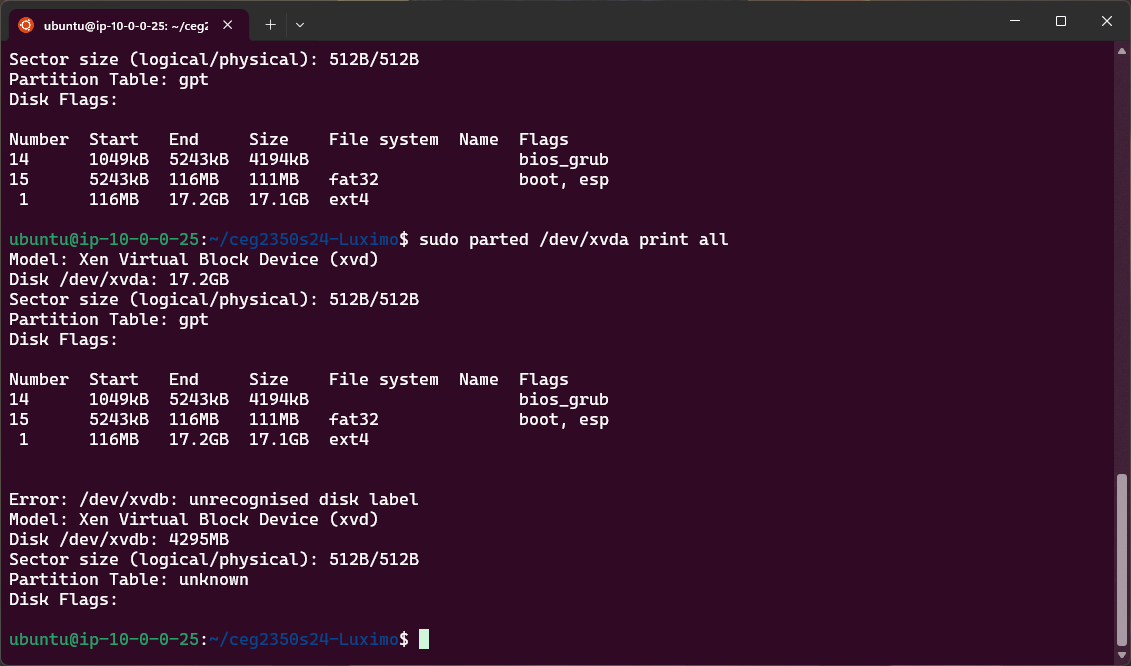 ubuntu@ip-10-0-0-25: ~/ceg2
Sector size (logical/physical): 512B/512B
Partition Table: gpt
Disk Flags:
Number  Start   End     Size    File system  Name  Flags
14      1049kB  5243kB  4194kB                     bios_grub
15      5243kB  116MB   111MB   fat32              boot, esp
 1      116MB   17.2GB  17.1GB  ext4
ubuntu@ip-10-0-0-25:~/ceg2350s24-Luximo$ sudo parted /dev/xvda print all
Model: Xen Virtual Block Device (xvd)
Disk /dev/xvda: 17.2GB
Sector size (logical/physical): 512B/512B
Partition Table: gpt
Disk Flags:
Number  Start   End     Size    File system  Name  Flags
14      1049kB  5243kB  4194kB                     bios_grub
15      5243kB  116MB   111MB   fat32              boot, esp
 1      116MB   17.2GB  17.1GB  ext4
Error: /dev/xvdb: unrecognised disk label
Model: Xen Virtual Block Device (xvd)
Disk /dev/xvdb: 4295MB
Sector size (logical/physical): 512B/512B
Partition Table: unknown
Disk Flags:
ubuntu@ip-10-0-0-25:~/ceg2350s24-Luximo$